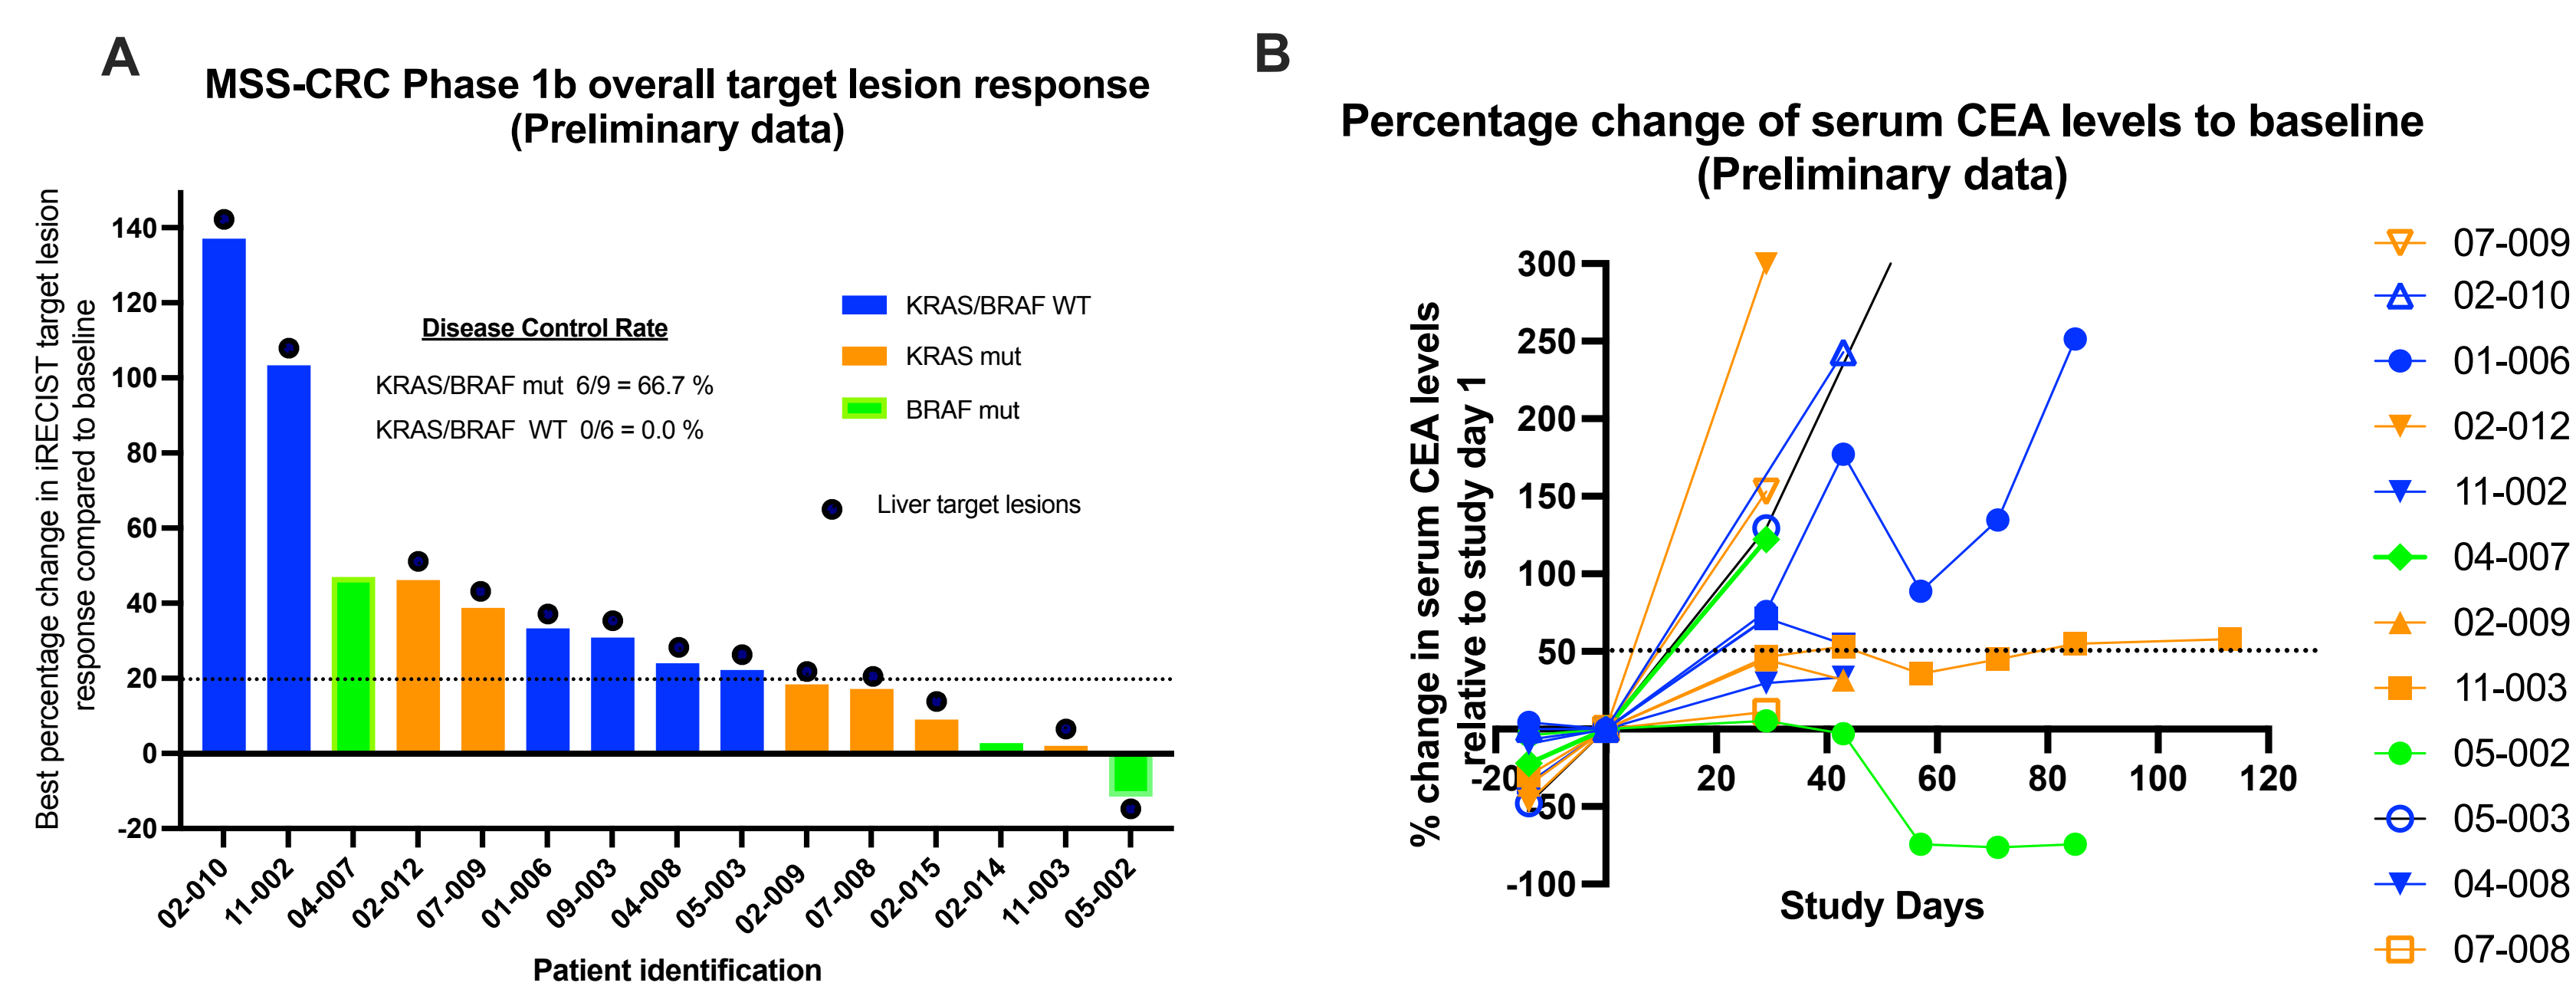 A
MSS-CRC Phase 1b overall target lesion response
(Preliminary data)
Best percentage change in iRECIST target lesion
response compared to baseline
140
120
100
80
60
40
20
0
-20
Disease Control Rate
KRAS/BRAF mut 6/9 = 66.7 %
KRAS/BRAF WT 0/6 = 0.0 %
KRAS/BRAF WT
KRAS mut
BRAF mut
Liver target lesions
02-010
11-002
04-007
02-012
07-009
01-006
09-003
04-008
05-003
02-009
07-008
02-015
02-014
11-003
05-002
Patient identification
B
Percentage change of serum CEA levels to baseline
(Preliminary data)
% change in serum CEA levels
relative to study day 1
300
250
200
150
100
50
-50
-100
-20
20
40
60
80
100
120
Study Days
07-009
02-010
01-006
02-012
11-002
04-007
02-009
11-003
05-002
05-003
04-008
07-008